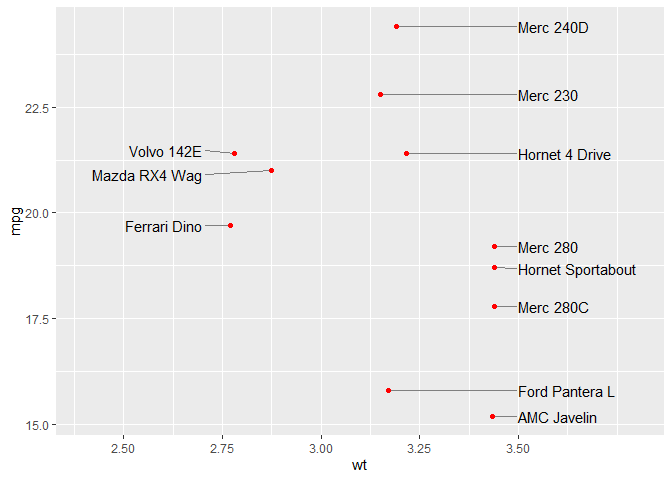 Merc 240D
22.5
Merc 230
Volvo 142E
Hornet 4 Drive
Mazda RX4 Wag
20.0
mpg
Ferrari Dino
Merc 280
Hornet Sportabout
17.5
Merc 280C
Ford Pantera L
15.0
AMC Javelin
2.50 2.75 3.00 3.25 3.50
wt